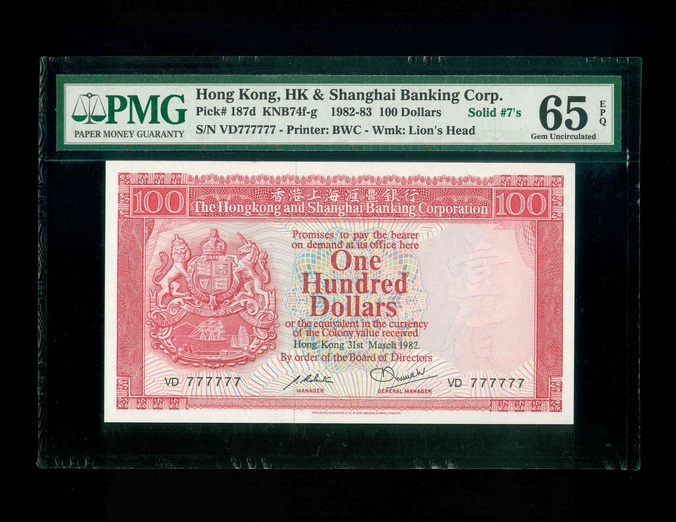 PMG
PAPER MONEY GUARANTY
Hong Kong, HK & Shanghai Banking Corp.
Pick# 187d KNB74f-g 1982-83 100 Dollars Solid #7's
S/N VD777777 - Printer: BWC - Wmk: Lion's Head
65 EPQ
Gem Uncirculated
香港上海滙豐銀行
100 The Hongkong and Shanghai Banking Corporation 100
Promises to pay the bearer
on demand at its office here
One
Hundred
Dollars
or the equivalent in the currency
of the Colony value received
Hong Kong 31st March 1982.
By order of the Board of Directors
VD 777777
MANAGER
GENERAL MANAGER
VD 777777